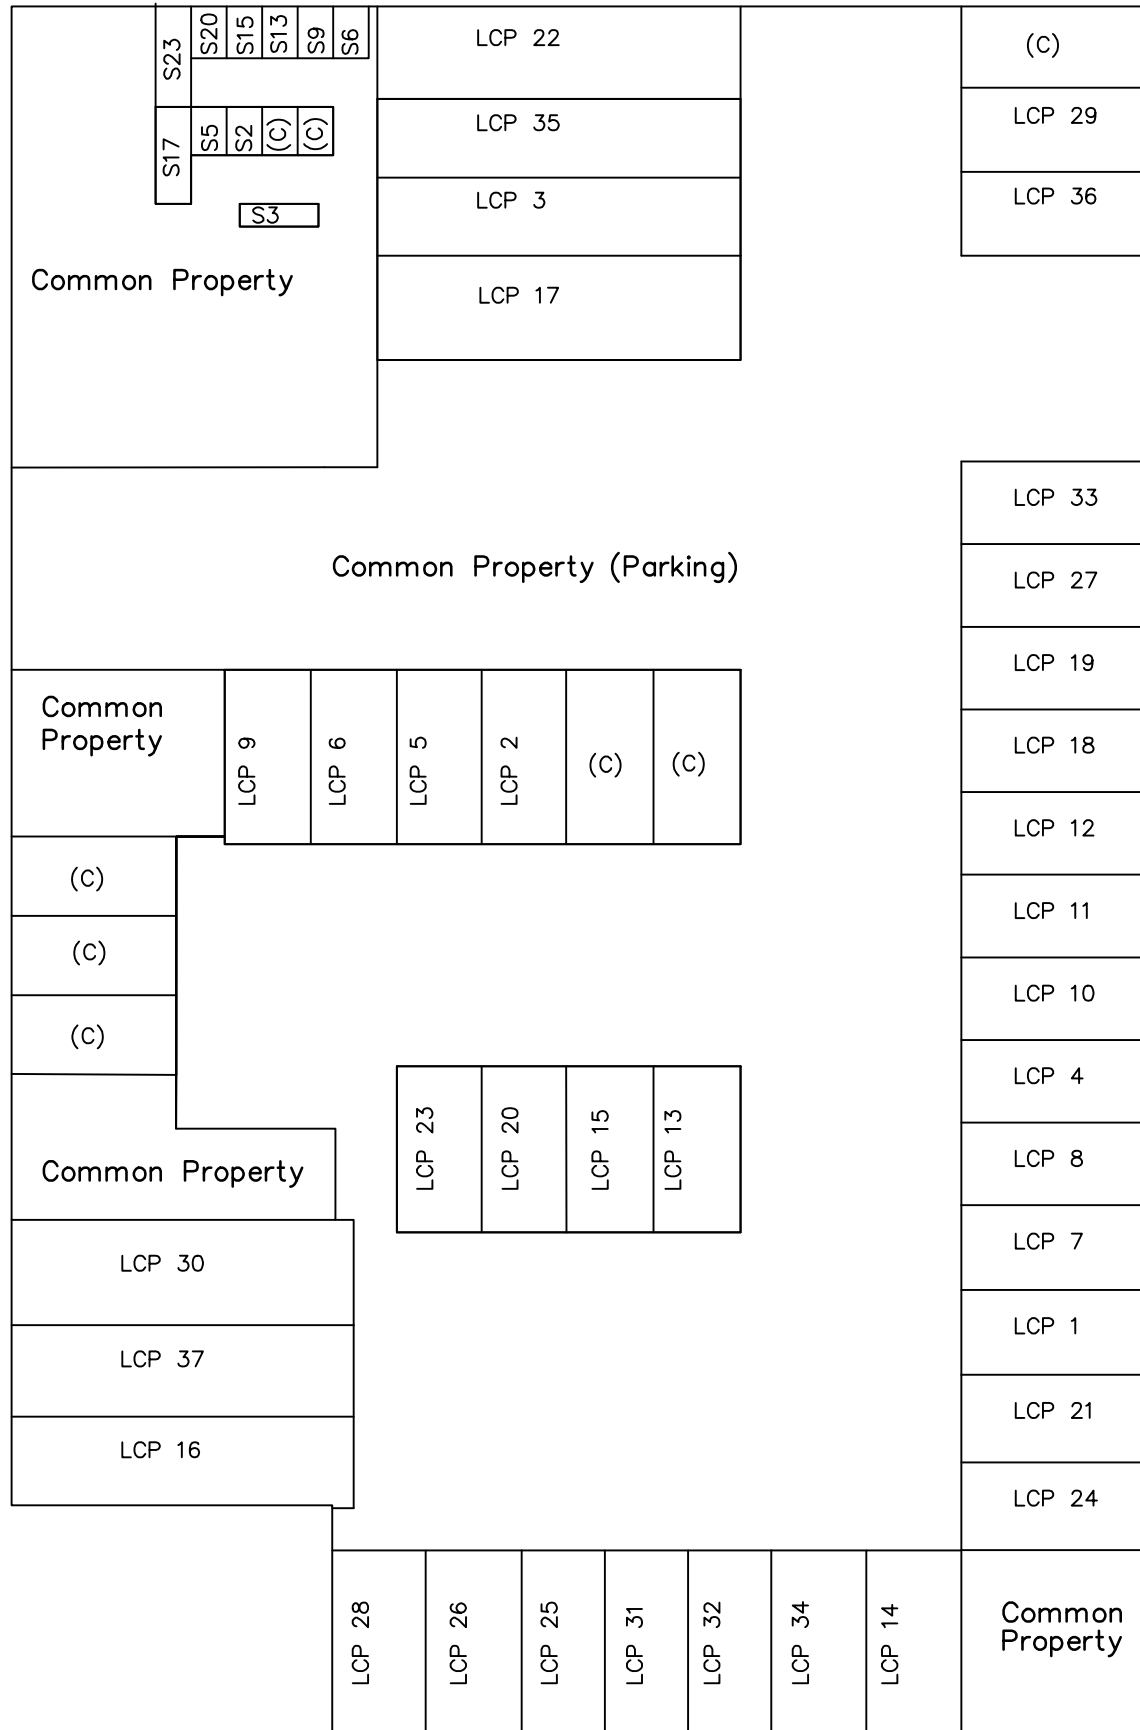 S23
S20
S15
S13
S9
S6
LCP 22
(C)
S17
S5
S2
(C)
(C)
LCP 35
LCP 29
S3
LCP 3
LCP 36
Common Property
LCP 17
LCP 33
Common Property (Parking)
LCP 27
LCP 19
Common
Property
LCP 9
LCP 6
LCP 5
LCP 2
(C)
(C)
LCP 18
LCP 12
(C)
LCP 11
(C)
LCP 10
(C)
LCP 4
LCP 23
LCP 20
LCP 15
LCP 13
Common Property
LCP 8
LCP 30
LCP 7
LCP 37
LCP 1
LCP 16
LCP 21
LCP 24
LCP 28
LCP 26
LCP 25
LCP 31
LCP 32
LCP 34
LCP 14
Common
Property